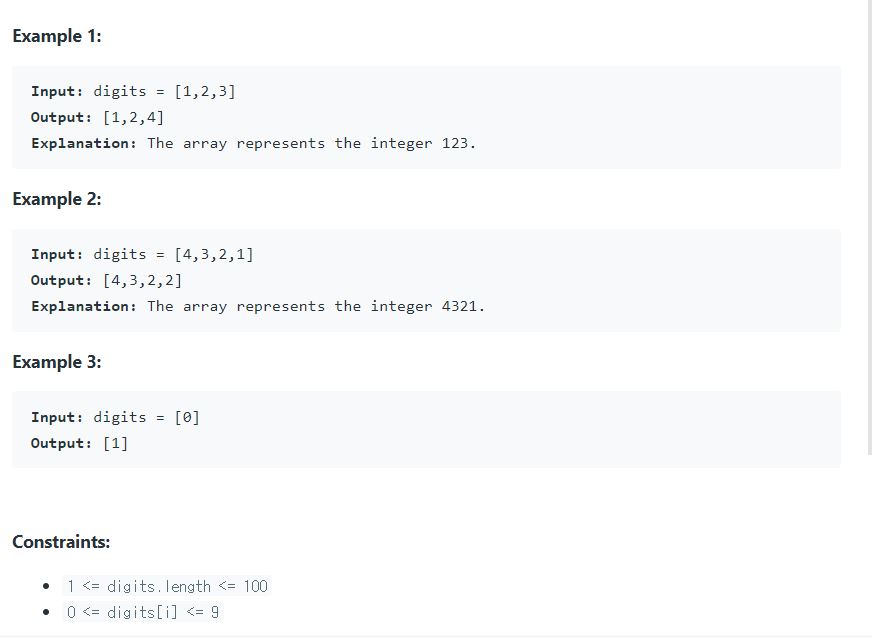 Example 1:
Input: digits = [1,2,3]
Output: [1,2,4]
Explanation: The array represents the integer 123.
Example 2:
Input: digits = [4,3,2,1]
Output: [4,3,2,2]
Explanation: The array represents the integer 4321.
Example 3:
Input: digits = [0]
Output: [1]
Constraints:
• 1 <= digits.length <= 100
• 0 <= digits[i] <= 9